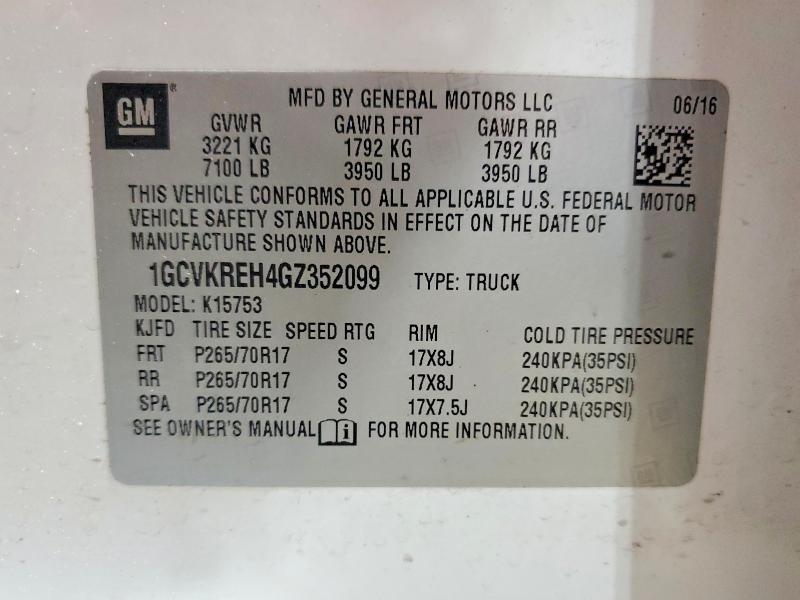 GM
MFD BY GENERAL MOTORS LLC 06/16
GVWR GAWR FRT GAWR RR
3221 KG 1792 KG 1792 KG
7100 LB 3950 LB 3950 LB
THIS VEHICLE CONFORMS TO ALL APPLICABLE U.S. FEDERAL MOTOR
VEHICLE SAFETY STANDARDS IN EFFECT ON THE DATE OF
MANUFACTURE SHOWN ABOVE.
1GCVKREH4GZ352099 TYPE: TRUCK
MODEL: K15753
KJFD TIRE SIZE SPEED RTG RIM COLD TIRE PRESSURE
FRT P265/70R17 S 17X8J 240KPA(35PSI)
RR P265/70R17 S 17X8J 240KPA(35PSI)
SPA P265/70R17 S 17X7.5J 240KPA(35PSI)
SEE OWNER'S MANUAL i FOR MORE INFORMATION.